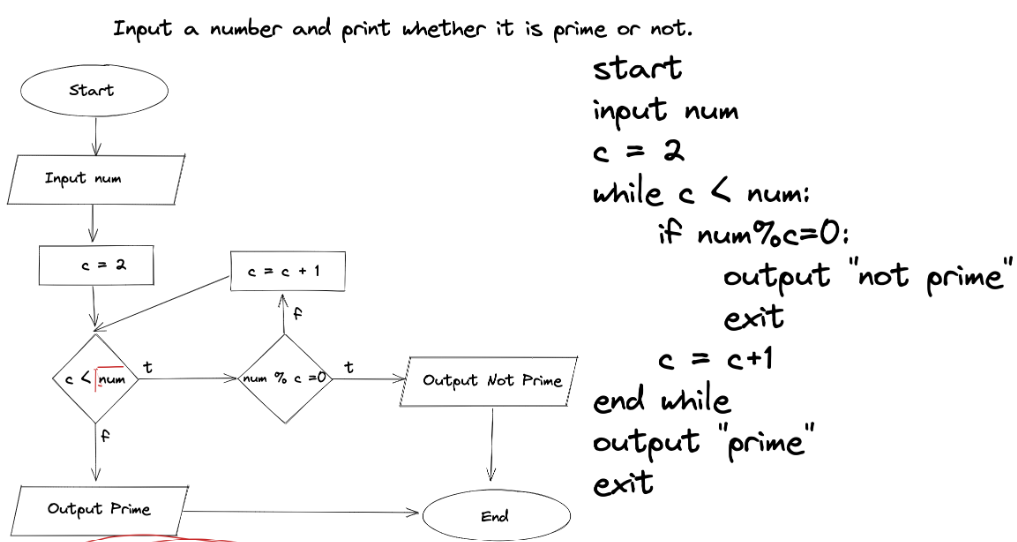 Input a number and print whether it is prime or not.
Start
Input num
c = 2
c = c + 1
f
c < √num
t
num % c =0
t
Output Not Prime
f
Output Prime
End
start
input num
c = 2
while c < num:
if num%c=0:
output "not prime"
exit
c = c+1
end while
output "prime"
exit